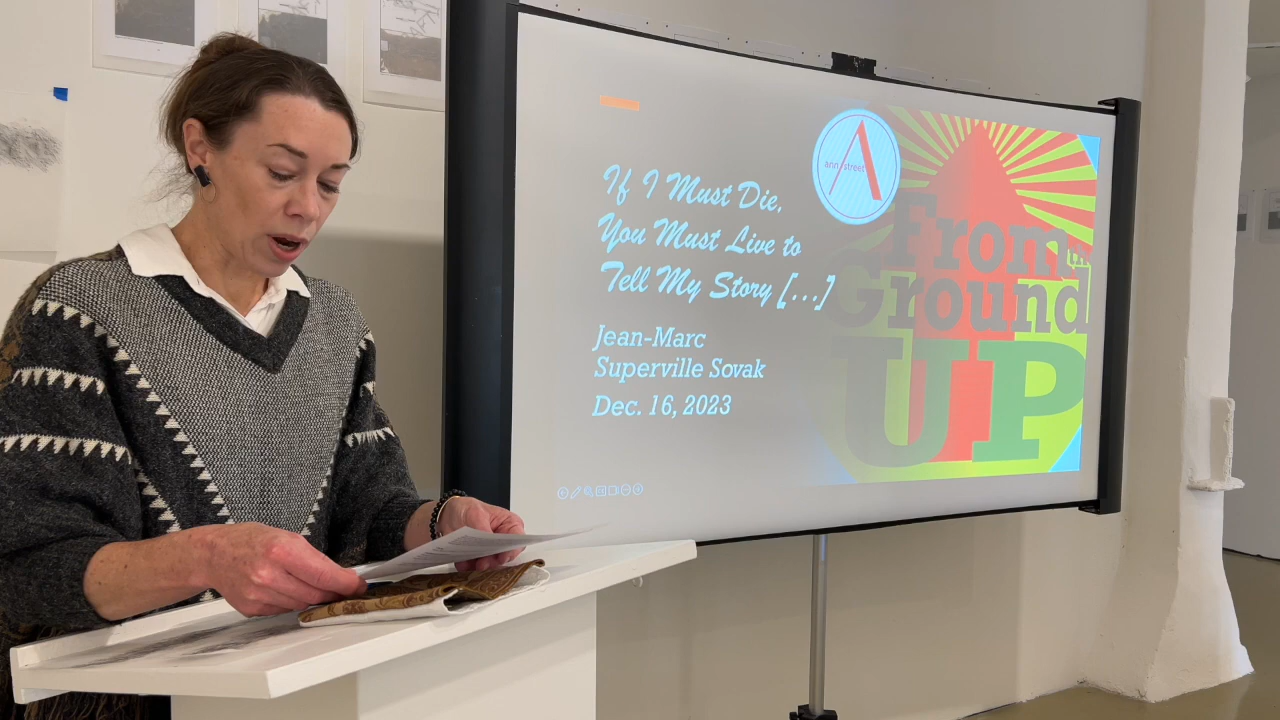 If I Must Die,
You Must Live to
Tell My Story [...]
Jean-Marc
Superville Sovak
Dec. 16, 2023
ann street
A
From the
Ground
UP